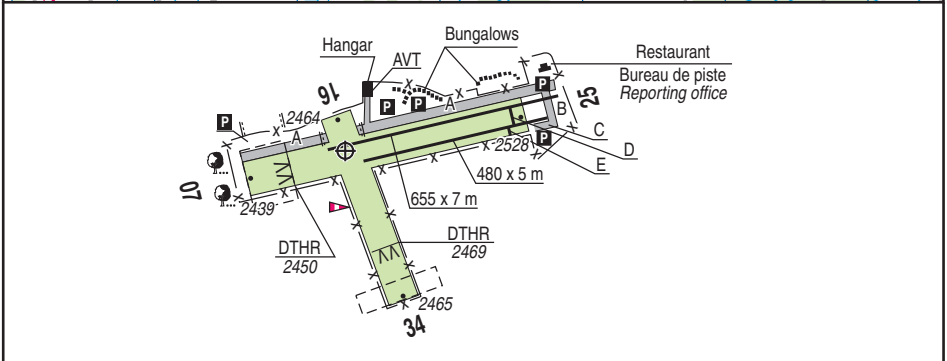 Hangar
Bungalows
AVT
Restaurant
Bureau de piste
Reporting office
16
2464
P
P
P
A
P
25
B
A
C
D
P
2528
E
480 x 5 m
07
2439
655 x 7 m
DTHR
2450
DTHR
2469
2465
34